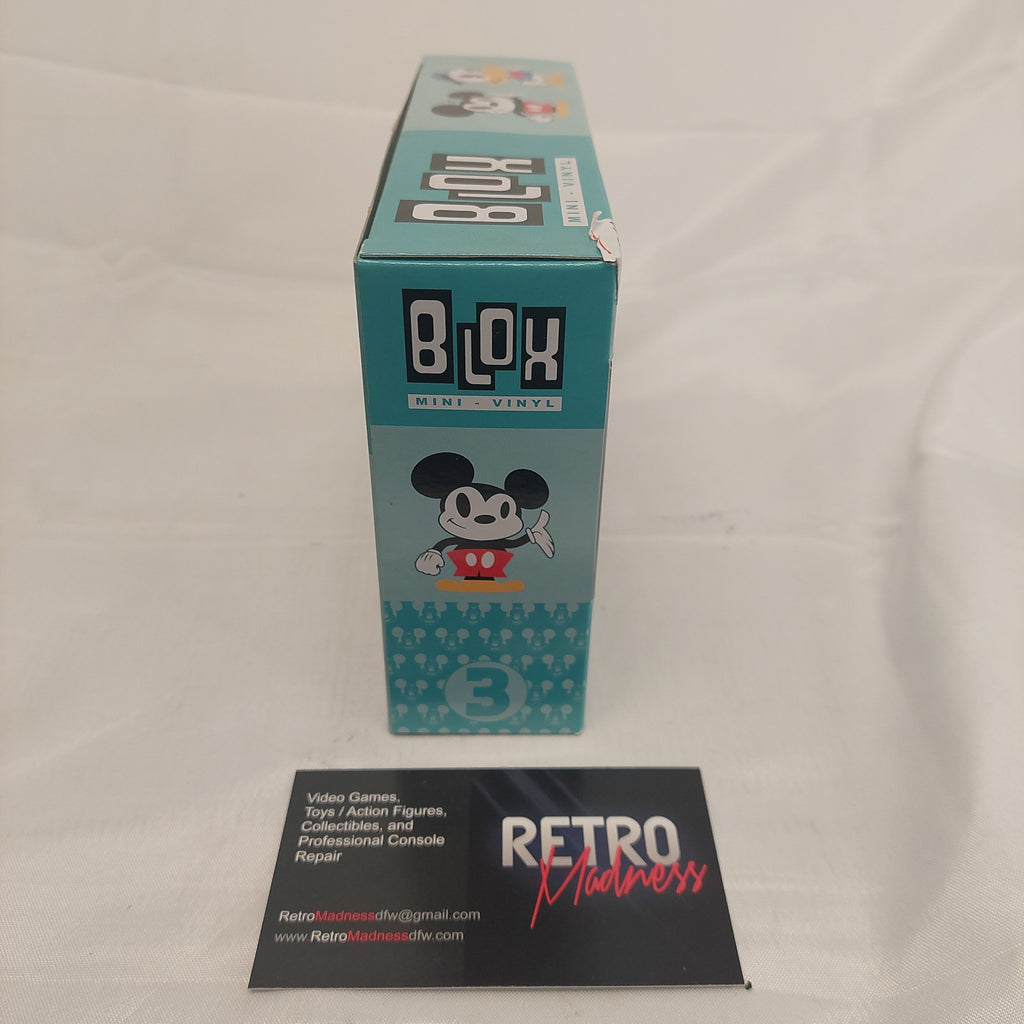 BLOX
MINI - VINYL
BLOX
MINI - VINYL
3
Video Games,
Toys / Action Figures,
Collectibles, and
Professional Console
Repair
RETRO
Madness
RetroMadnessdfw@gmail.com
www.RetroMadnessdfw.com